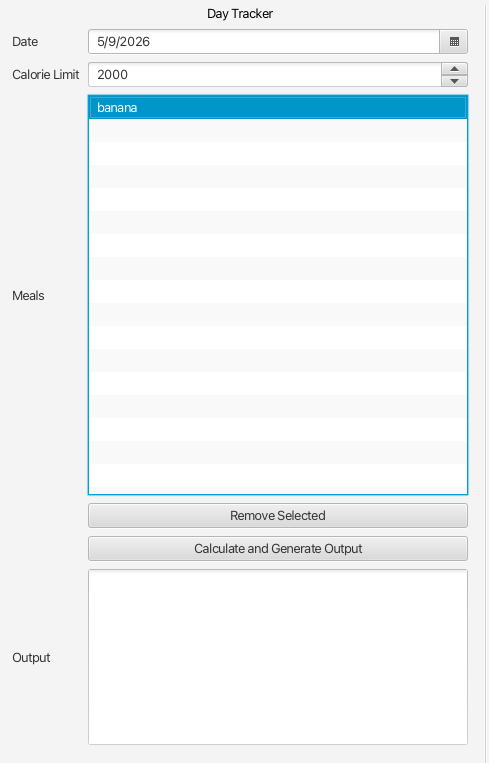 Day Tracker
Date 5/9/2026
Calorie Limit 2000
banana
Meals
Remove Selected
Calculate and Generate Output
Output